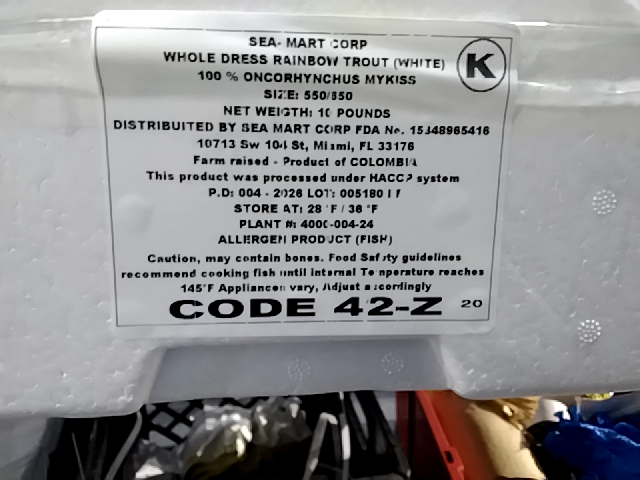 SEA- MART CORP
WHOLE DRESS RAINBOW TROUT (WHITE)
K
100 % ONCORHYNCHUS MYKISS
SIZE:
NET WEIGTH: 10 POUNDS
DISTRIBUITED BY SEA MART CORP FDA No.
10713 Sw 104 St, Miami, FL 33176
Farm raised - Product of COLOMBIA
This product was processed under HACCP system
P.D: 004 - 2026 LOT:
STORE AT: 28 °F / 36 °F
PLANT #: 4000-004-24
ALLERGEN PRODUCT (FISH)
Caution, may contain bones. Food Safety guidelines
recommend cooking fish until internal Temperature reaches
145°F Appliances vary, Adjust accordingly
CODE 42-Z 20